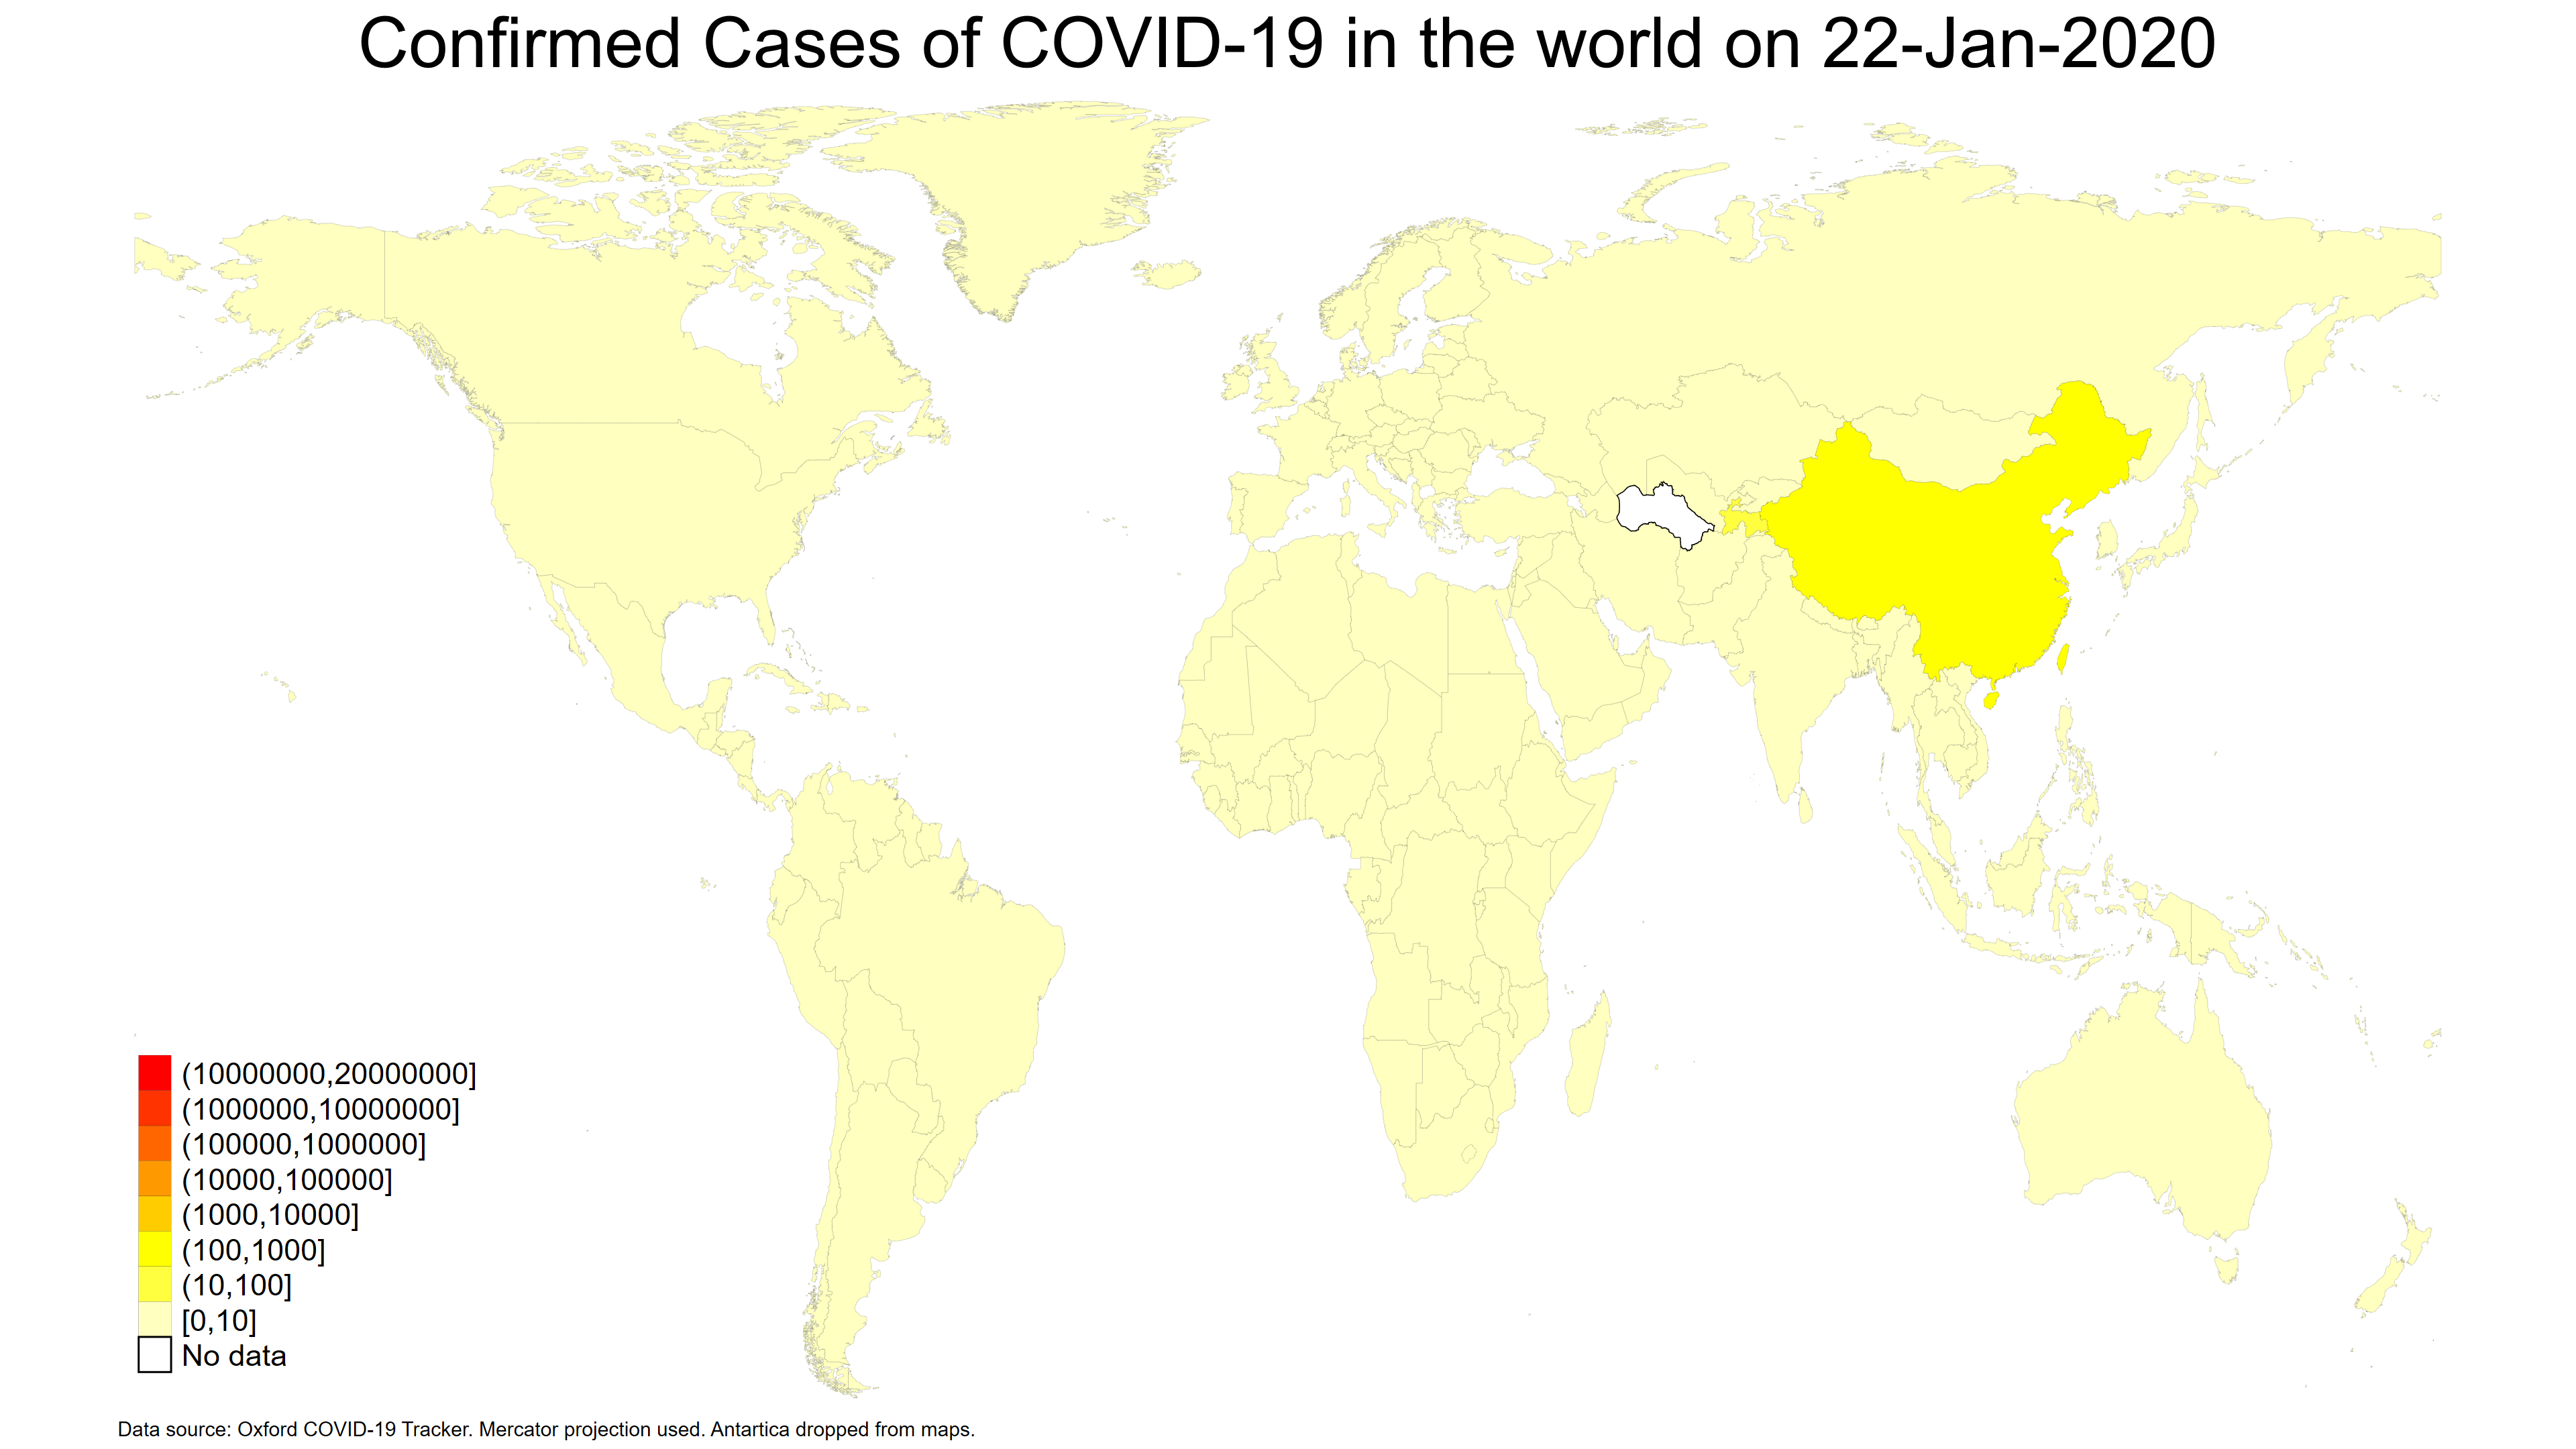 Confirmed Cases of COVID-19 in the world on 22-Jan-2020
(10000000,20000000]
(1000000,10000000]
(100000,1000000]
(10000,100000]
(1000,10000]
(100,1000]
(10,100]
[0,10]
No data
Data source: Oxford COVID-19 Tracker. Mercator projection used. Antartica dropped from maps.